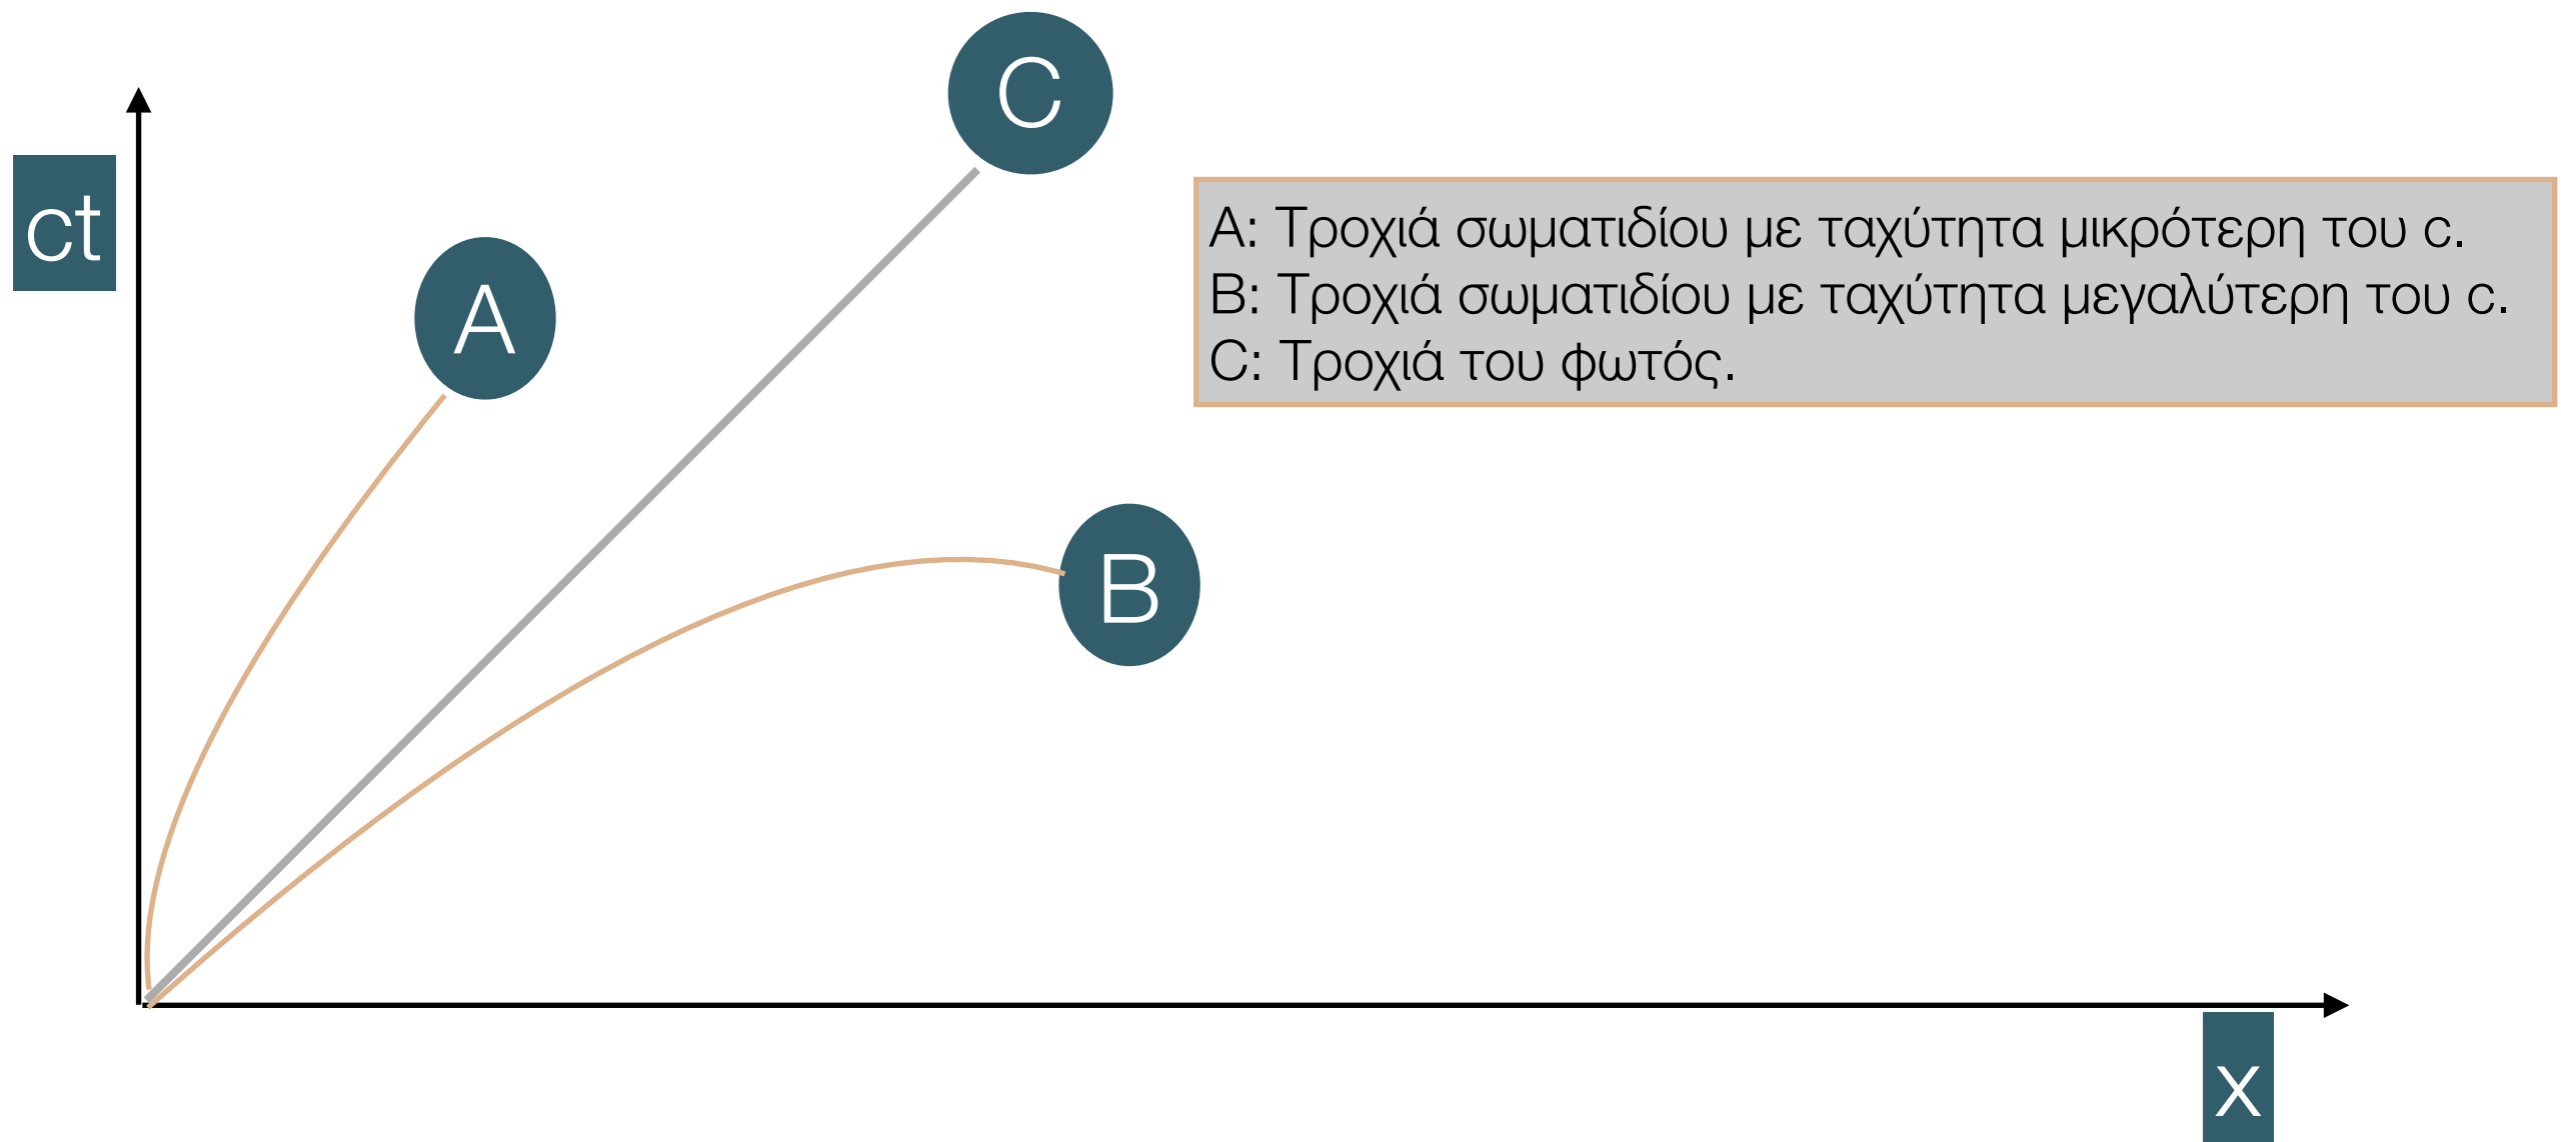 C
ct
A
A: Τροχιά σωματιδίου με ταχύτητα μικρότερη του c.
B: Τροχιά σωματιδίου με ταχύτητα μεγαλύτερη του c.
C: Τροχιά του φωτός.
B
x